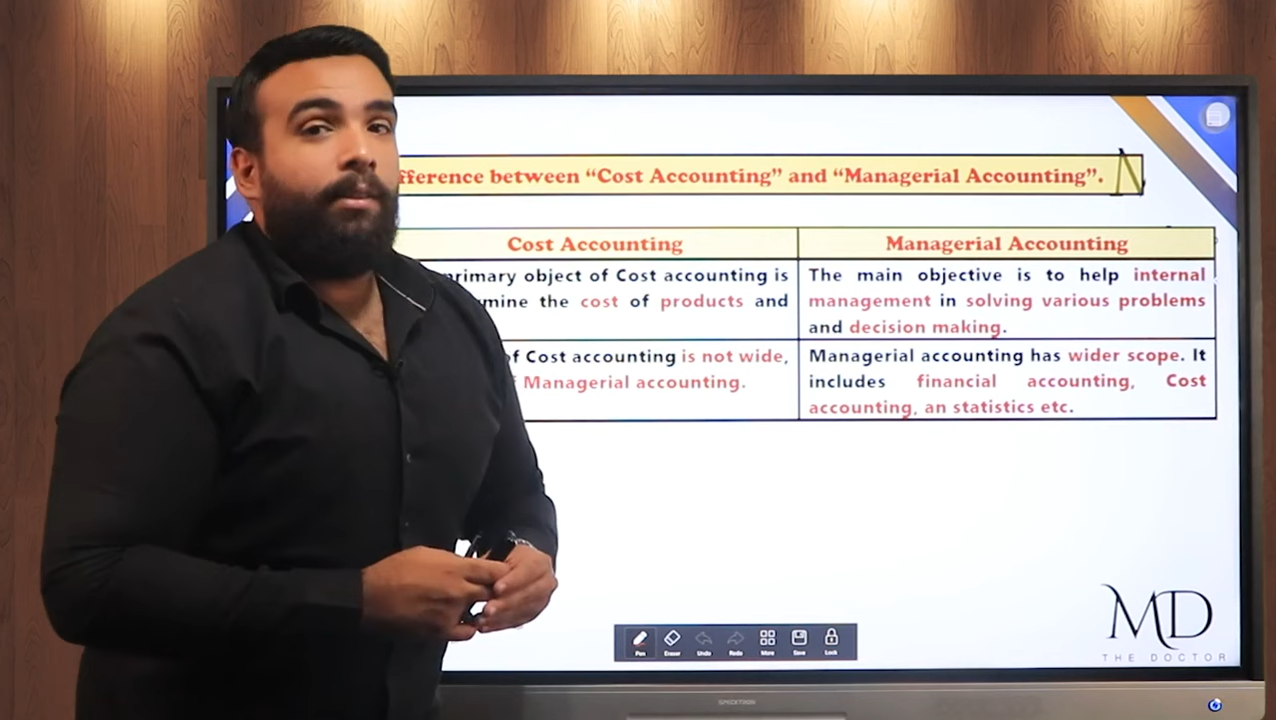 fference between “Cost Accounting” and “Managerial Accounting”.
Cost Accounting
Managerial Accounting
primary object of Cost accounting is
mine the cost of products and
The main objective is to help internal
management in solving various problems
and decision making.
of Cost accounting is not wide,
Managerial accounting.
Managerial accounting has wider scope. It
includes financial accounting, Cost
accounting, an statistics etc.
Pen Eraser Undo Redo More Save Lock
MD
THE DOCTOR